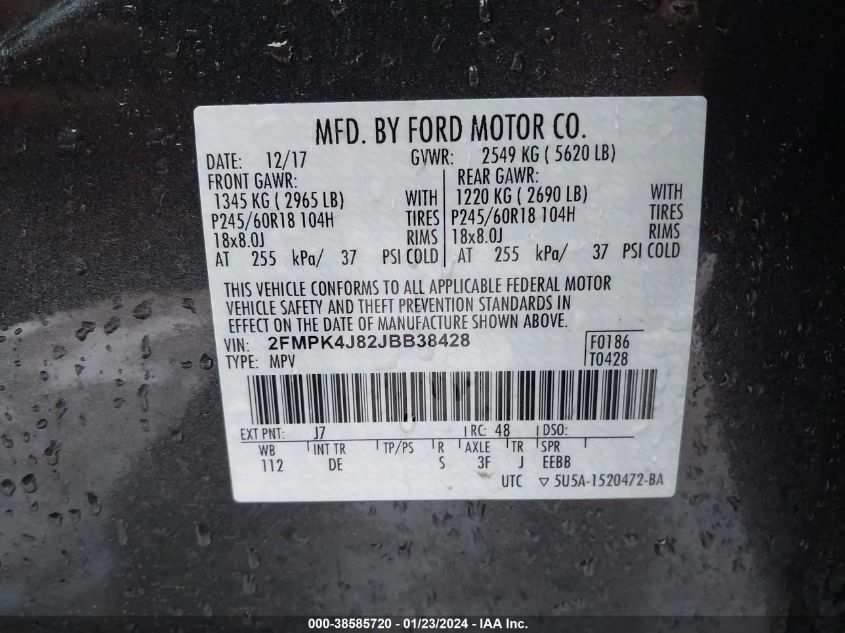 MFD. BY FORD MOTOR CO.
DATE: 12/17 GVWR: 2549 KG ( 5620 LB)
FRONT GAWR: REAR GAWR:
1345 KG ( 2965 LB) WITH 1220 KG ( 2690 LB) WITH
P245/60R18 104H TIRES P245/60R18 104H TIRES
18x8.0J RIMS 18x8.0J RIMS
AT 255 kPa/ 37 PSI COLD AT 255 kPa/ 37 PSI COLD
THIS VEHICLE CONFORMS TO ALL APPLICABLE FEDERAL MOTOR
VEHICLE SAFETY AND THEFT PREVENTION STANDARDS IN
EFFECT ON THE DATE OF MANUFACTURE SHOWN ABOVE.
VIN: 2FMPK4J82JBB38428 F0186
TYPE: MPV T0428
EXT PNT: J7 RC: 48 DSO:
WB INT TR TP/PS R AXLE TR SPR
112 DE S 3F J EEBB
UTC ▽ 5U5A-1520472-BA
000-38585720 - 01/23/2024 - IAA Inc.